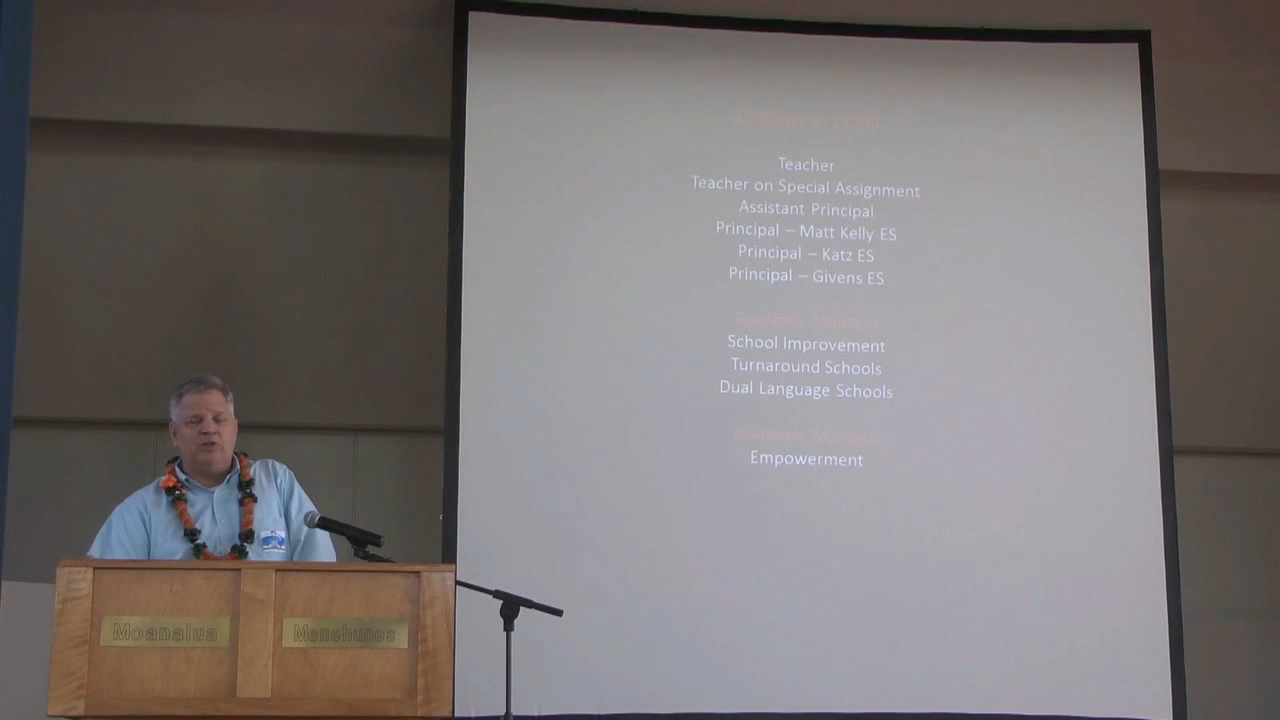 Teacher
Teacher on Special Assignment
Assistant Principal
Principal – Matt Kelly ES
Principal – Katz ES
Principal – Givens ES
School Improvement
Turnaround Schools
Dual Language Schools
Empowerment
Moanalua
Menehunes